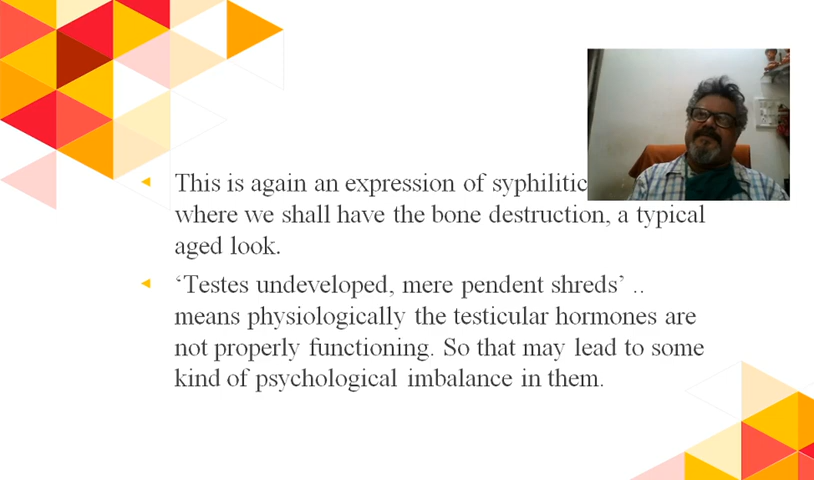 This is again an expression of syphilitic
where we shall have the bone destruction, a typical
aged look.
‘Testes undeveloped, mere pendent shreds’ ..
means physiologically the testicular hormones are
not properly functioning. So that may lead to some
kind of psychological imbalance in them.